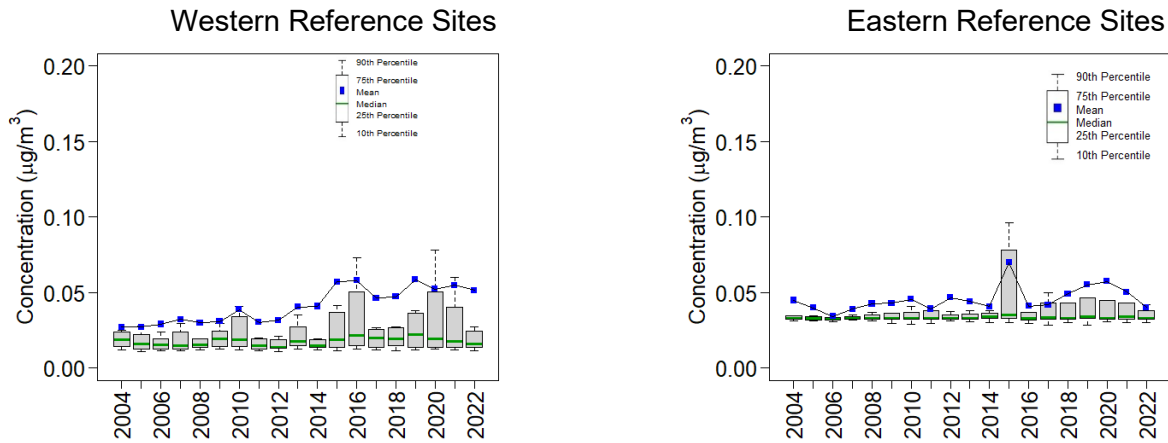 Western Reference Sites
Concentration (μg/m³)
0.20
0.15
0.10
0.05
0.00
90th Percentile
75th Percentile
Mean
Median
25th Percentile
10th Percentile
2004
2006
2008
2010
2012
2014
2016
2018
2020
2022
Eastern Reference Sites
Concentration (μg/m³)
0.20
0.15
0.10
0.05
0.00
90th Percentile
75th Percentile
Mean
Median
25th Percentile
10th Percentile
2004
2006
2008
2010
2012
2014
2016
2018
2020
2022